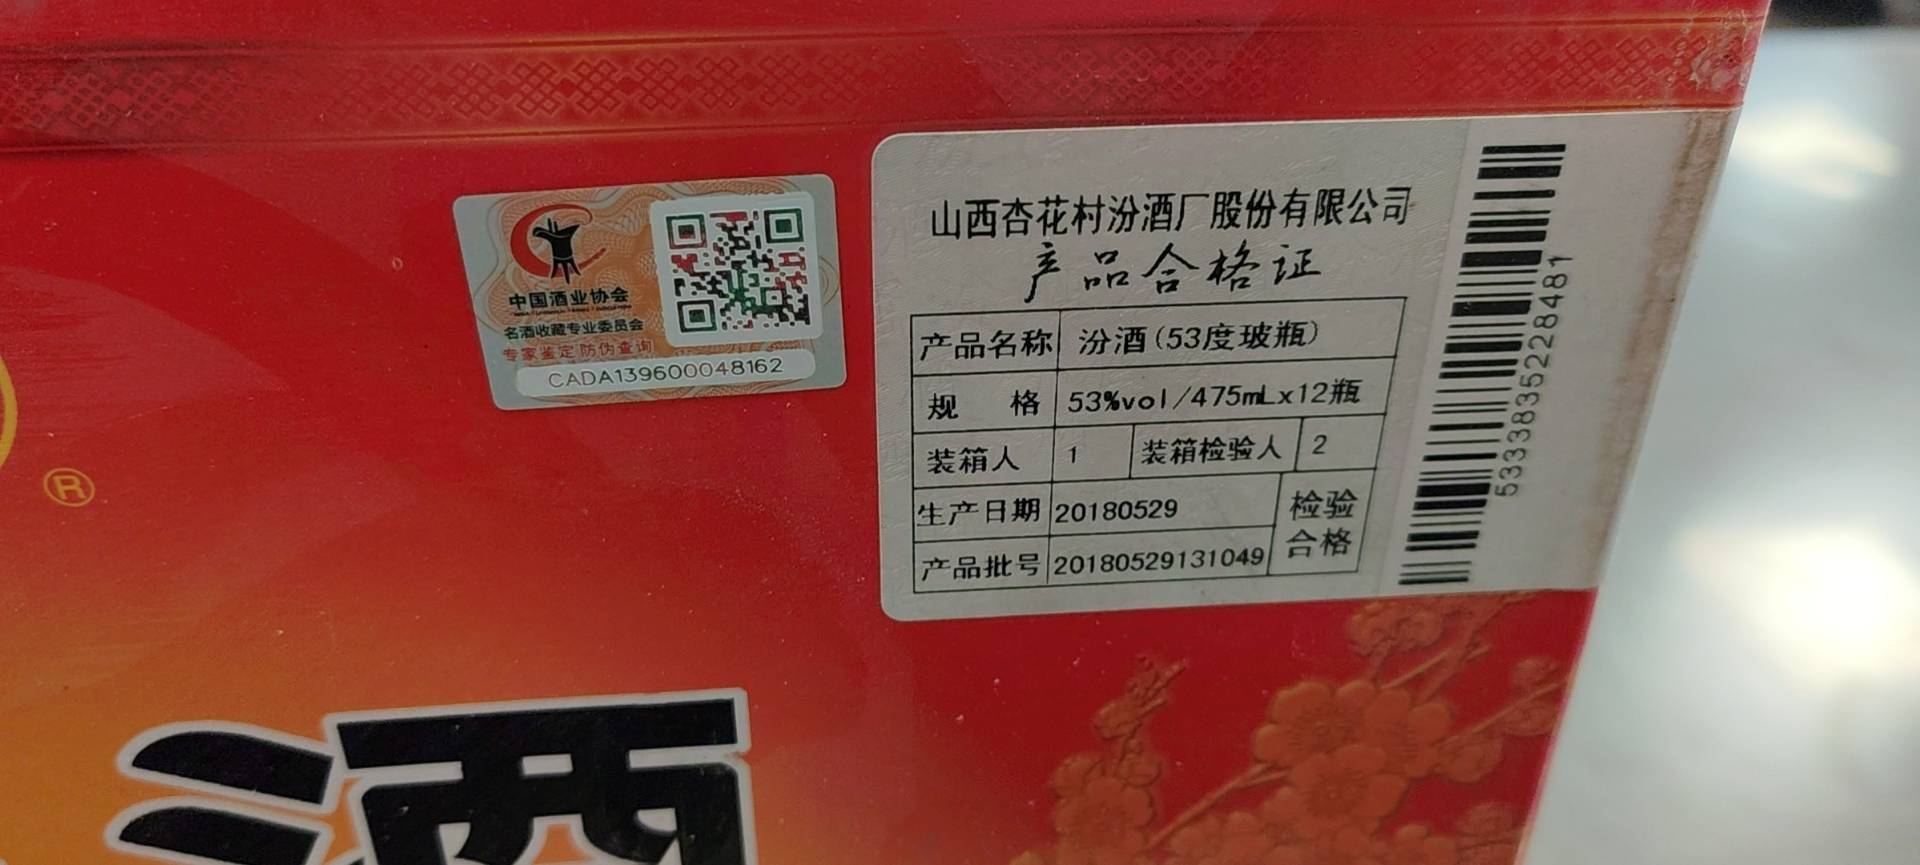 ®
中国酒业协会
名酒收藏专业委员会
专家鉴定 防伪查询
CADA139600048162
山西杏花村汾酒厂股份有限公司
产品合格证
产品名称 汾酒(53度玻瓶)
规格 53%vol/475mLx12瓶
装箱人 1 装箱检验人 2
生产日期 20180529 检验
产品批号 20180529131049 合格
5333835228481
酒